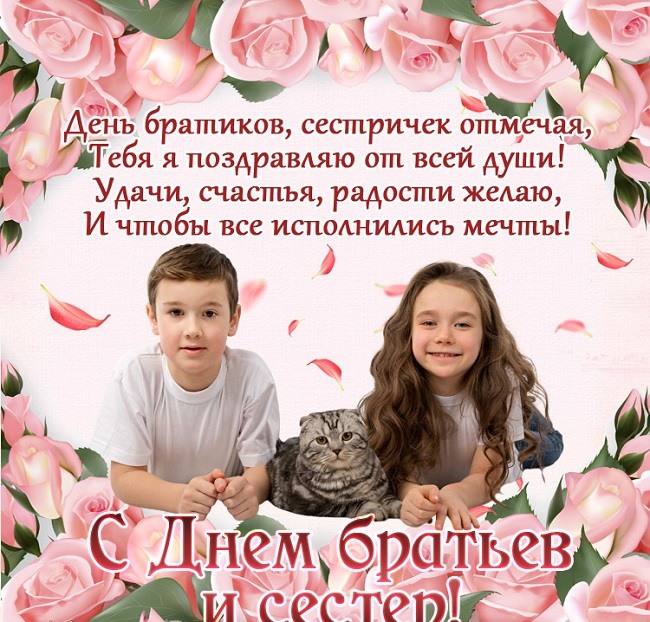 День братиков, сестричек отмечая,
Тебя я поздравляю от всей души!
Удачи, счастья, радости желаю,
И чтобы все исполнились мечты!
С Днем братьев
и сестер!